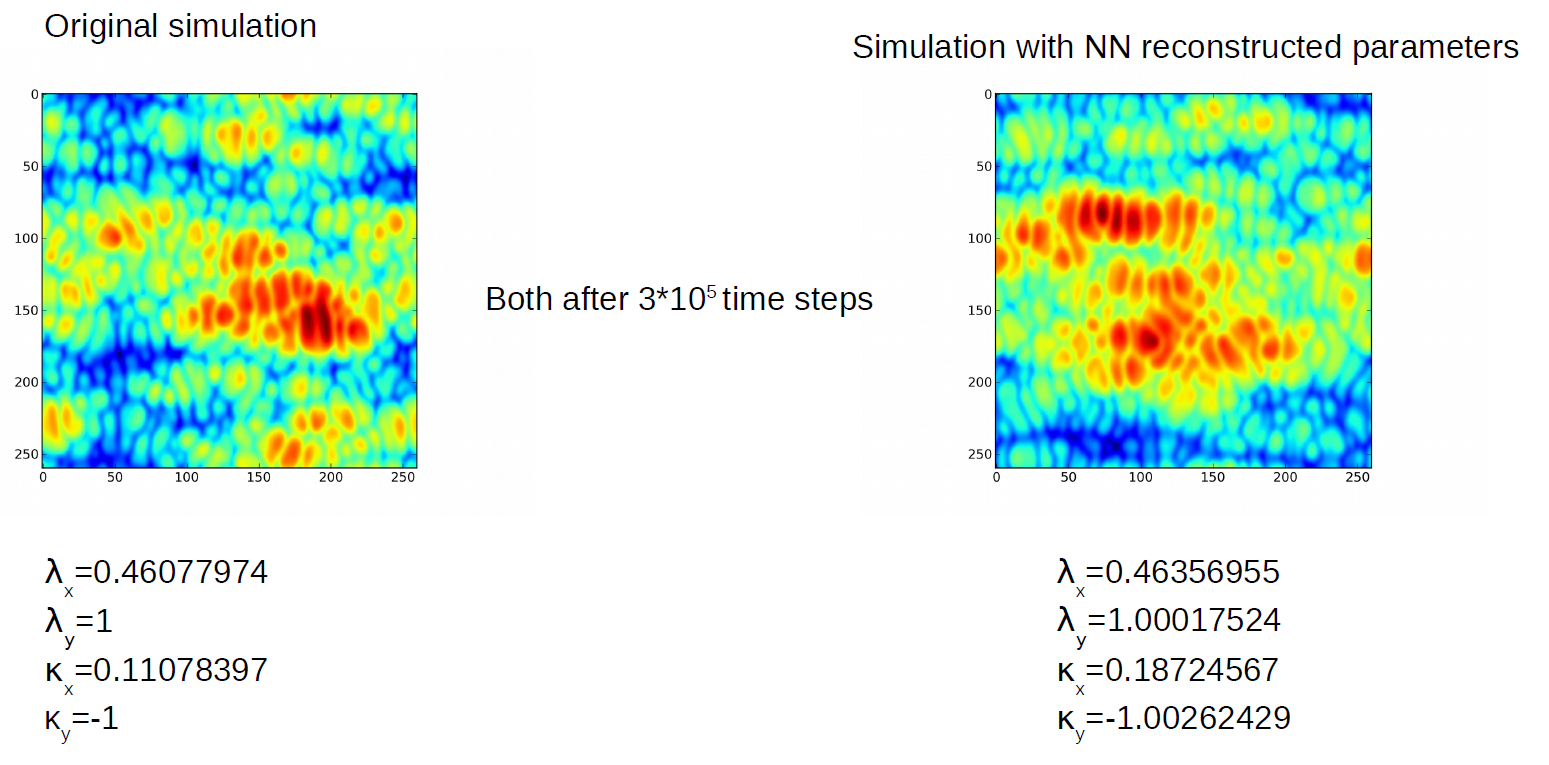 Original simulation
Simulation with NN reconstructed parameters
0
50
100
150
200
250
0 50 100 150 200 250
Both after 3*10⁵ time steps
0
50
100
150
200
250
0 50 100 150 200 250
λx=0.46077974
λy=1
κx=0.11078397
κy=-1
λx=0.46356955
λy=1.00017524
κx=0.18724567
κy=-1.00262429